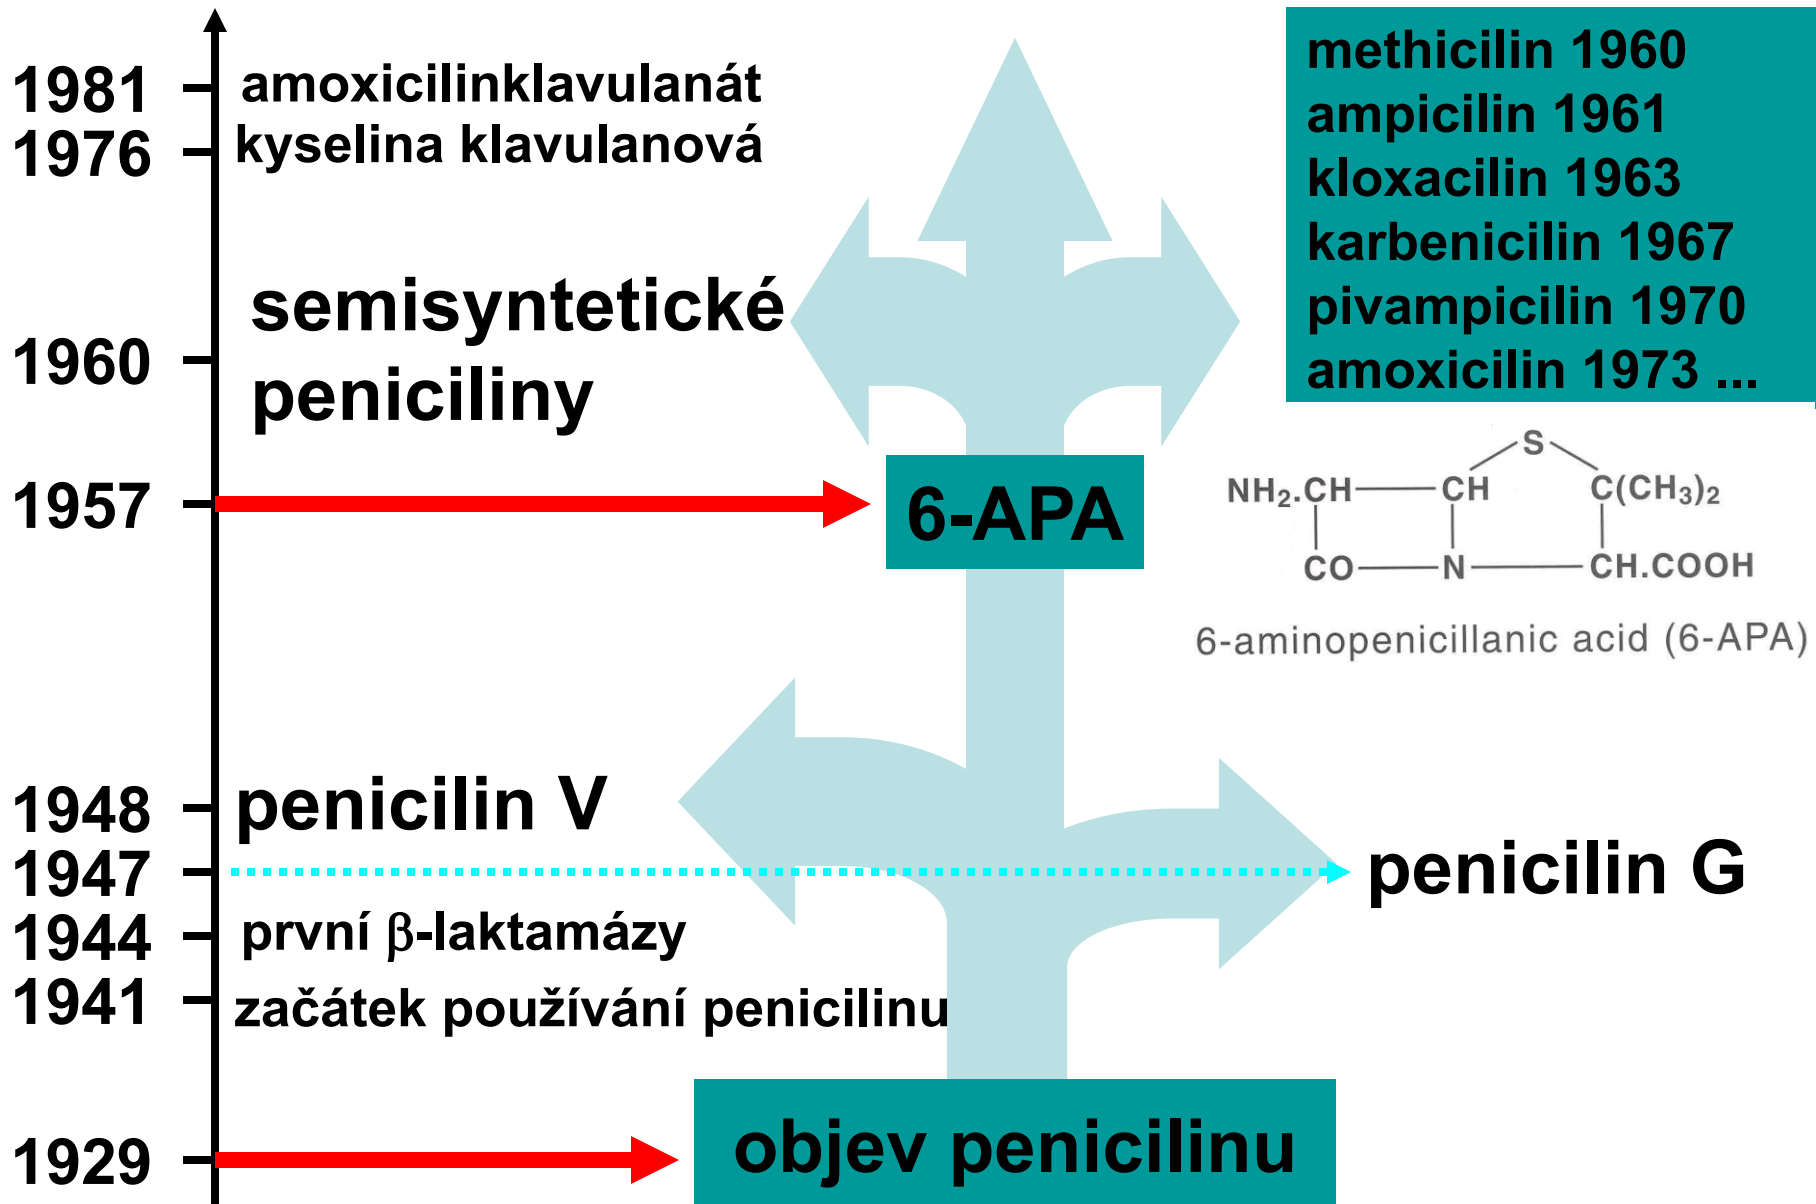 1981
amoxicilinklavulanát
1976
kyselina klavulanová
semisyntetické
1960
peniciliny
1957
6-APA
methicilin 1960
ampicilin 1961
kloxacilin 1963
karbenicilin 1967
pivampicilin 1970
amoxicilin 1973 ...
S
NH₂.CH CH C(CH₃)₂
CO N CH.COOH
6-aminopenicillanic acid (6-APA)
1948
penicilin V
1947
penicilin G
1944
první β-laktamázy
1941
začátek používání penicilinu
1929
objev penicilinu